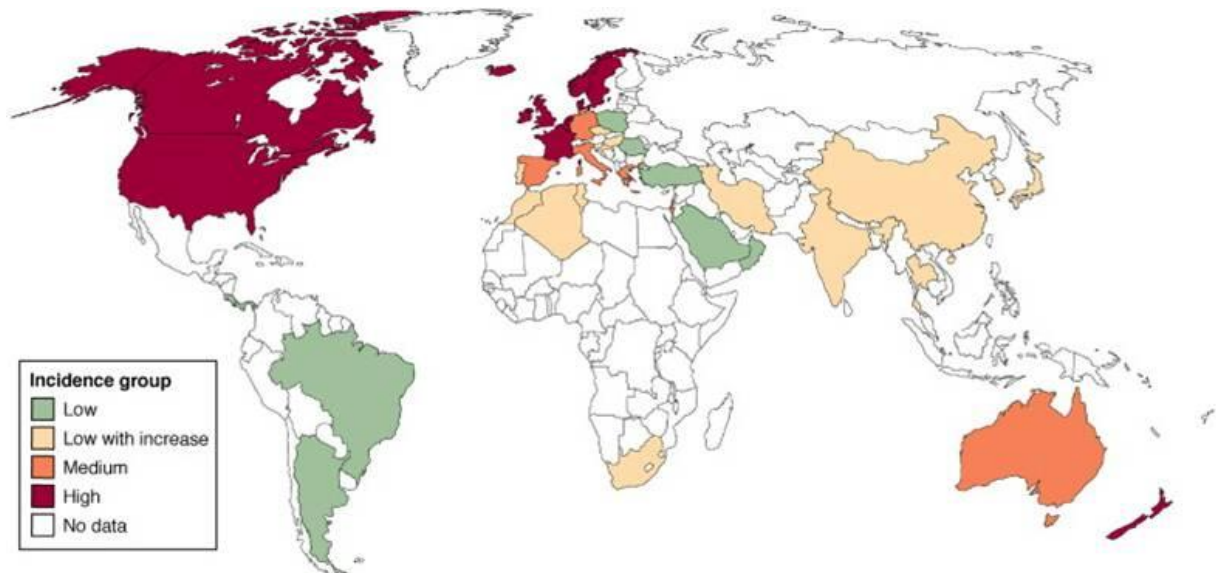 Incidence group
Low
Low with increase
Medium
High
No data